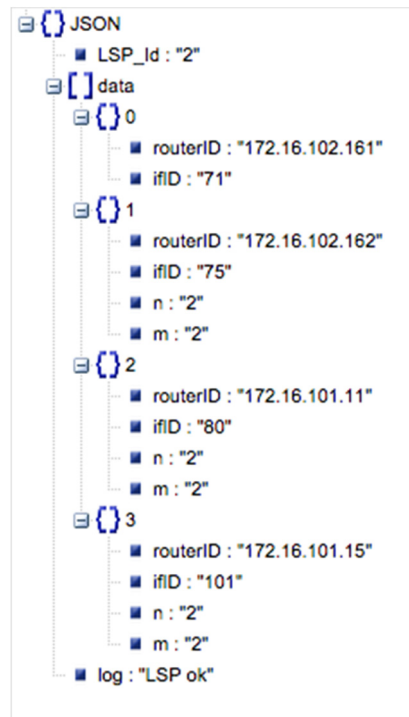 JSON
LSP_Id : "2"
data
0
routerID : "172.16.102.161"
ifID : "71"
1
routerID : "172.16.102.162"
ifID : "75"
n : "2"
m : "2"
2
routerID : "172.16.101.11"
ifID : "80"
n : "2"
m : "2"
3
routerID : "172.16.101.15"
ifID : "101"
n : "2"
m : "2"
log : "LSP ok"